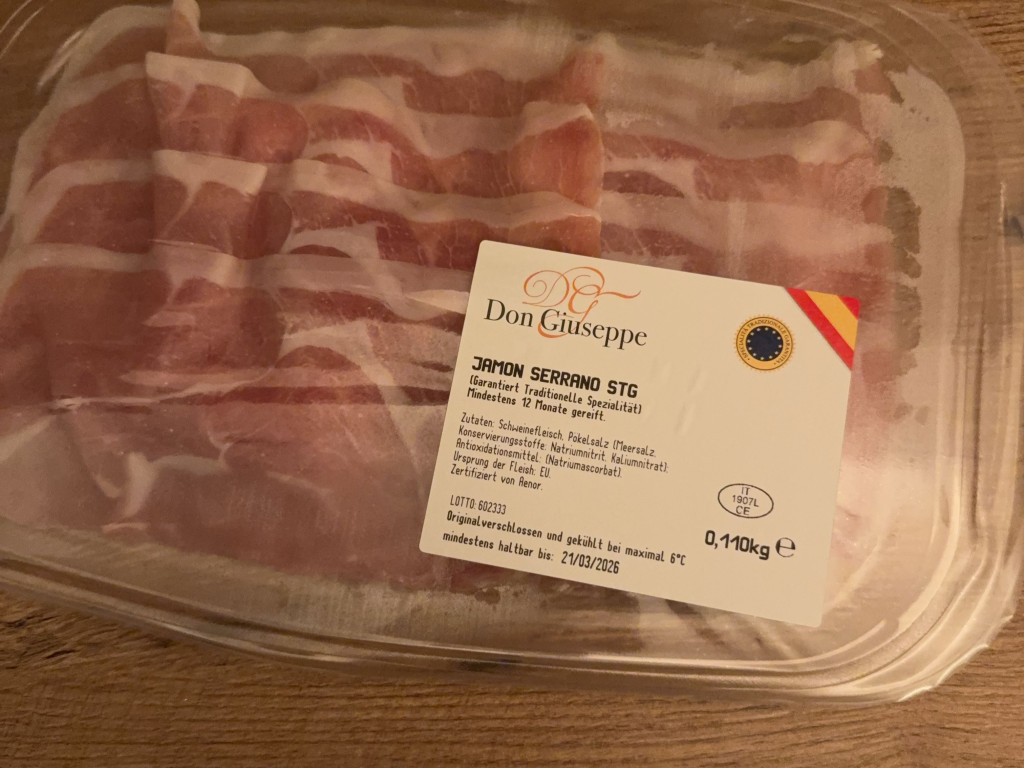 DG
Don Giuseppe
JAMON SERRANO STG
(Garantiert Traditionelle Spezialität)
Mindestens 12 Monate gereift.
Zutaten: Schweinefleisch, Pökelsalz (Meersalz,
Konservierungsstoffe: Natriumnitrit, Kaliumnitrat);
Antioxidationsmittel: (Natriumascorbat).
Ursprung der Fleish: EU.
Zertifiziert von Aenor.
LOTTO: 602333
Originalverschlossen und gekühlt bei maximal 6°C
mindestens haltbar bis: 21/03/2026
IT
1907L
CE
0,110kg ℮